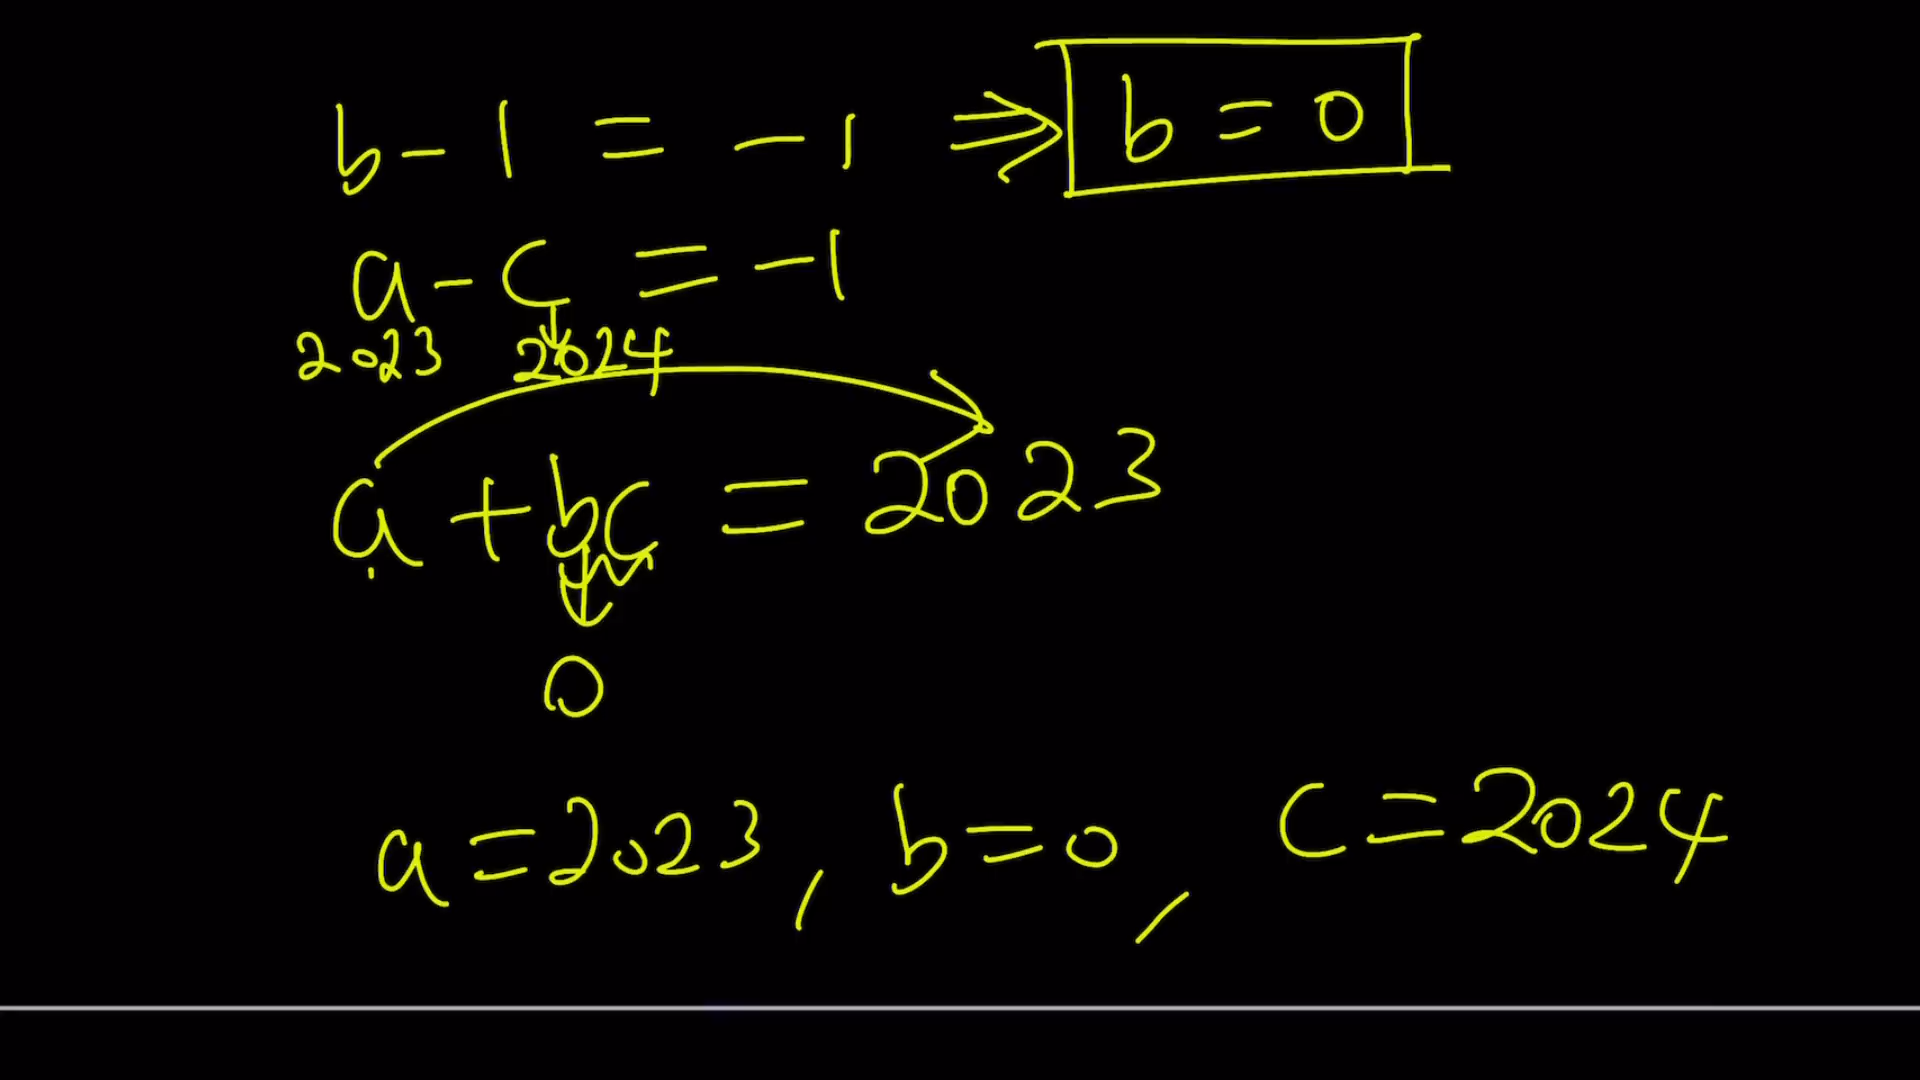 b - 1 = - 1 ⇒ b = 0
a - c = - 1
2023 2024
a + bc = 2023
0
a = 2023, b = 0, c = 2024